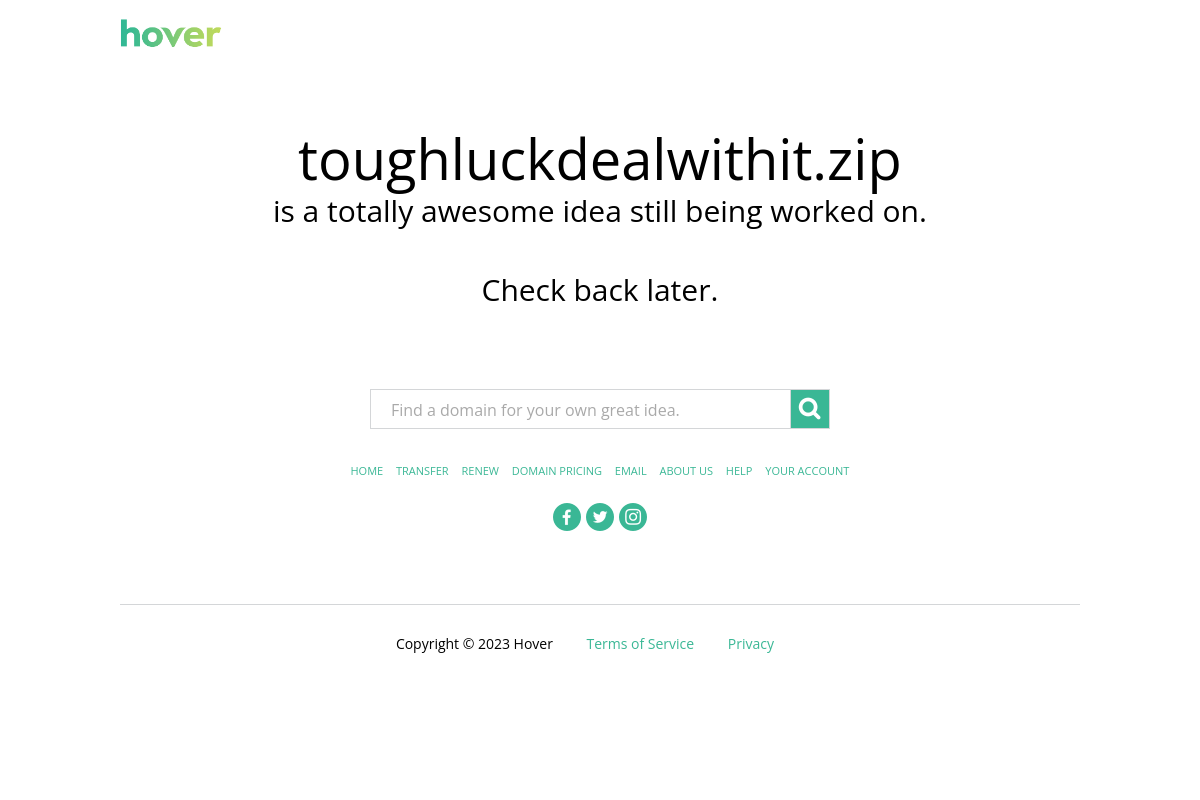 hover
toughluckdealwithit.zip
is a totally awesome idea still being worked on.
Check back later.
Find a domain for your own great idea.
HOME TRANSFER RENEW DOMAIN PRICING EMAIL ABOUT US HELP YOUR ACCOUNT
Copyright © 2023 Hover Terms of Service Privacy